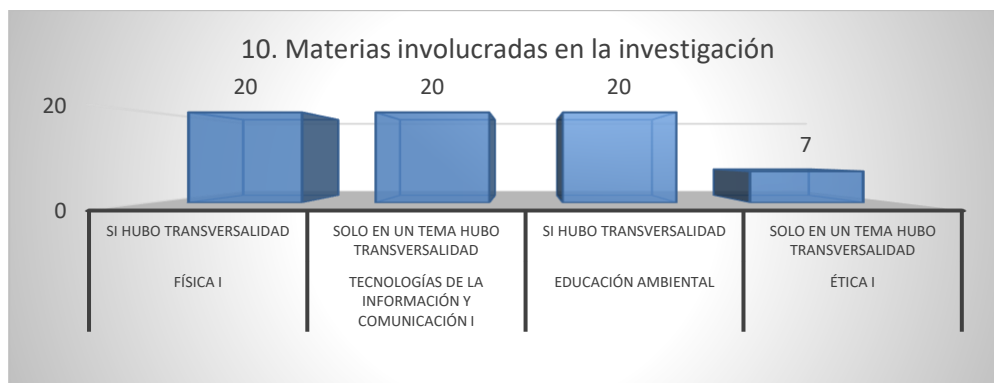 10. Materias involucradas en la investigación
20 20 20
20
7
0
SI HUBO TRANSVERSALIDAD
FÍSICA I
SOLO EN UN TEMA HUBO
TRANSVERSALIDAD
TECNOLOGÍAS DE LA
INFORMACIÓN Y
COMUNICACIÓN I
SI HUBO TRANSVERSALIDAD
EDUCACIÓN AMBIENTAL
SOLO EN UN TEMA HUBO
TRANSVERSALIDAD
ÉTICA I